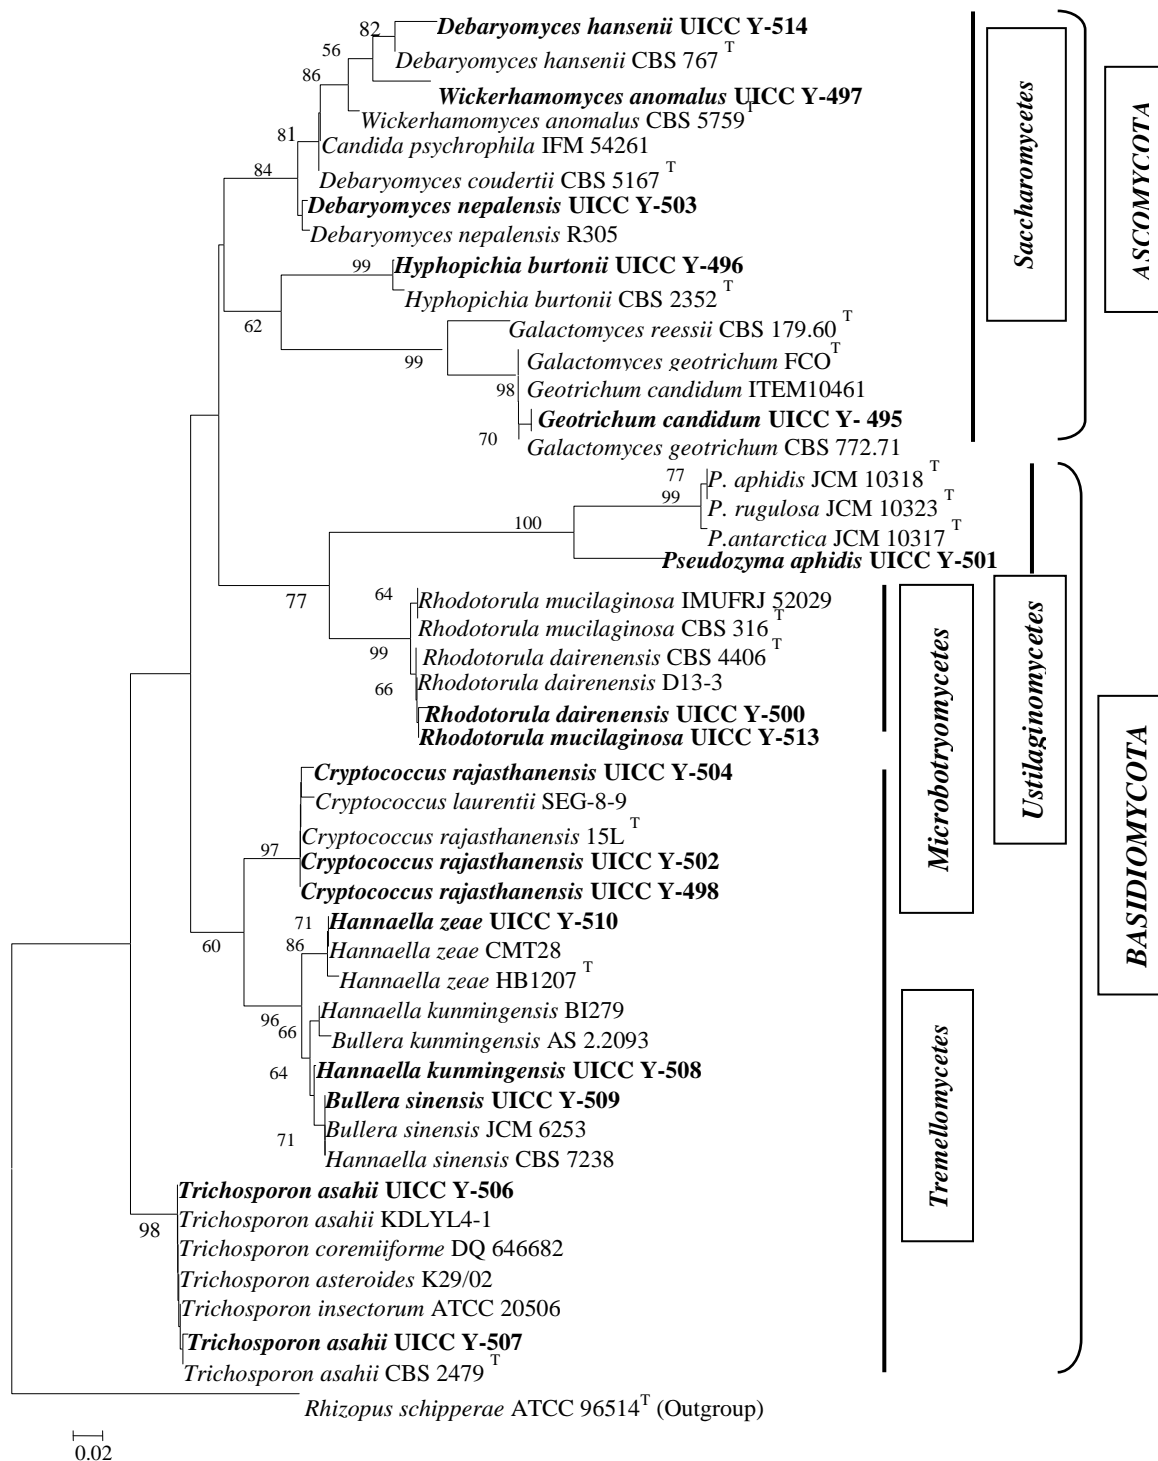 82
Debaryomyces hansenii UICC Y-514
56
Debaryomyces hansenii CBS 767 T
86
Wickerhamomyces anomalus UICC Y-497
Wickerhamomyces anomalus CBS 5759 T
81
Candida psychrophila IFM 54261
84
Debaryomyces coudertii CBS 5167 T
Debaryomyces nepalensis UICC Y-503
Debaryomyces nepalensis R305
99
Hyphopichia burtonii UICC Y-496
Hyphopichia burtonii CBS 2352 T
62
Galactomyces reessii CBS 179.60 T
99
Galactomyces geotrichum FCO T
98
Geotrichum candidum ITEM10461
Geotrichum candidum UICC Y- 495
70
Galactomyces geotrichum CBS 772.71
Saccharomycetes
ASCOMYCOTA
77
P. aphidis JCM 10318 T
99
P. rugulosa JCM 10323 T
100
P.antarctica JCM 10317 T
Pseudozyma aphidis UICC Y-501
77
64
Rhodotorula mucilaginosa IMUFRJ 52029
Rhodotorula mucilaginosa CBS 316 T
99
Rhodotorula dairenensis CBS 4406 T
66
Rhodotorula dairenensis D13-3
Rhodotorula dairenensis UICC Y-500
Rhodotorula mucilaginosa UICC Y-513
Microbotryomycetes
Ustilaginomycetes
BASIDIOMYCOTA
Cryptococcus rajasthanensis UICC Y-504
Cryptococcus laurentii SEG-8-9
Cryptococcus rajasthanensis 15L T
97
Cryptococcus rajasthanensis UICC Y-502
Cryptococcus rajasthanensis UICC Y-498
71
Hannaella zeae UICC Y-510
60
86
Hannaella zeae CMT28
Hannaella zeae HB1207 T
96
Hannaella kunmingensis BI279
66
Bullera kunmingensis AS 2.2093
64
Hannaella kunmingensis UICC Y-508
Bullera sinensis UICC Y-509
71
Bullera sinensis JCM 6253
Hannaella sinensis CBS 7238
Tremellomycetes
Trichosporon asahii UICC Y-506
98
Trichosporon asahii KDLYL4-1
Trichosporon coremiiforme DQ 646682
Trichosporon asteroides K29/02
Trichosporon insectorum ATCC 20506
Trichosporon asahii UICC Y-507
Trichosporon asahii CBS 2479 T
Rhizopus schipperae ATCC 96514T (Outgroup)
0.02